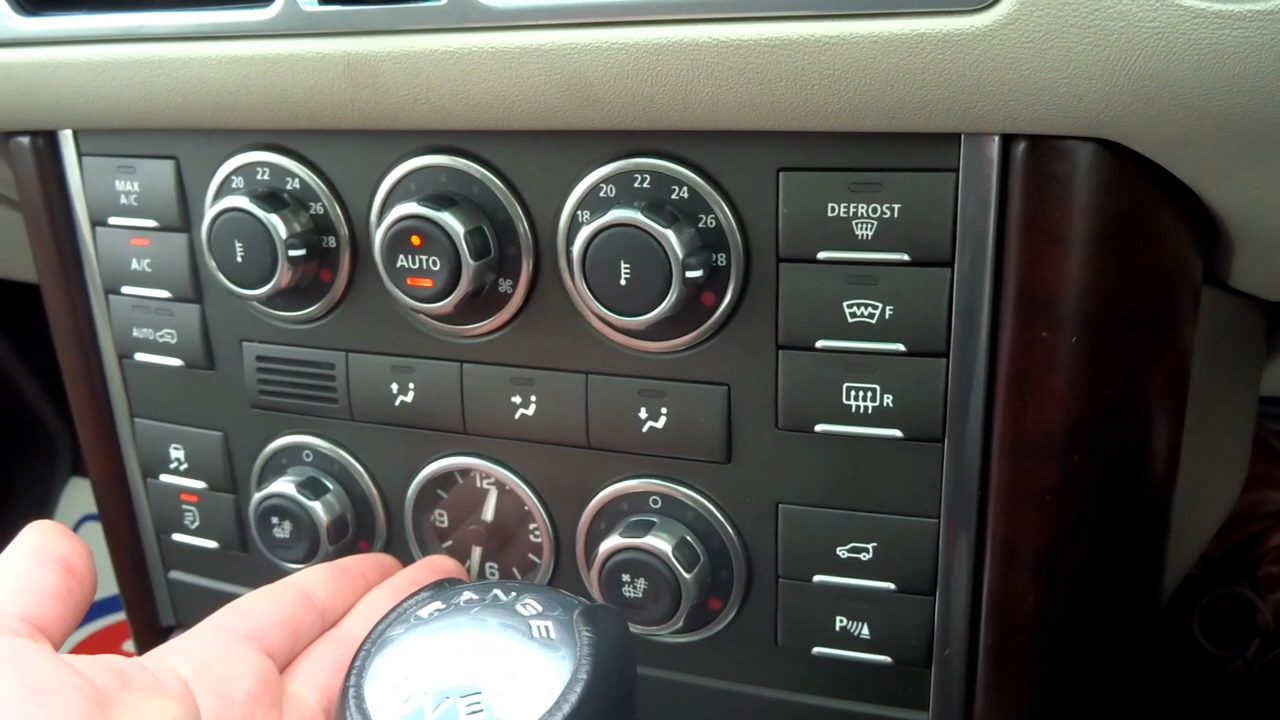 MAX
A/C
A/C
AUTO
20 22 24 26 28
AUTO
18 20 22 24 26 28
DEFROST
F
R
12
3
6
9
P
RANGE